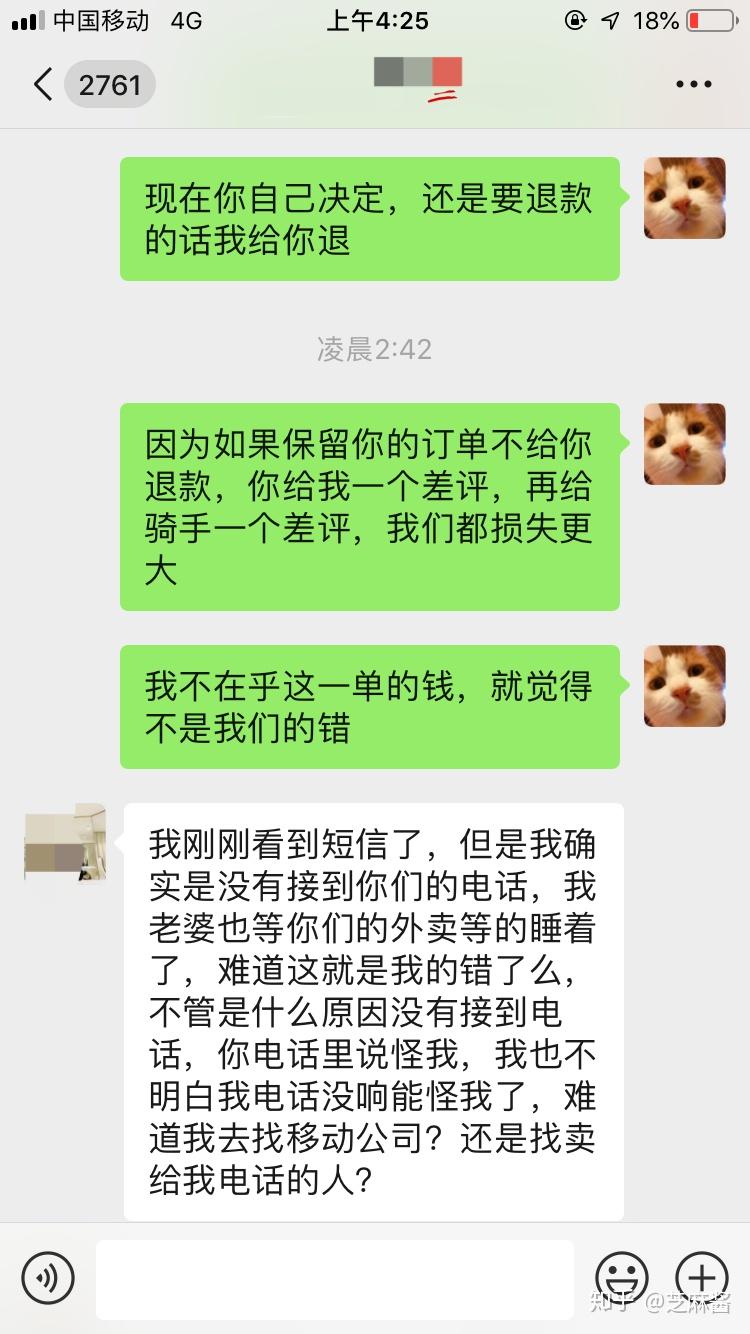 中国移动 4G 上午4:25 18%
2761
现在你自己决定，还是要退款
的话我给你退
凌晨2:42
因为如果保留你的订单不给你
退款，你给我一个差评，再给
骑手一个差评，我们都损失更
大
我不在乎这一单的钱，就觉得
不是我们的错
我刚刚看到短信了，但是我确
实是没有接到你们的电话，我
老婆也等你们的外卖等的睡着
了，难道这就是我的错了么，
不管是什么原因没有接到电
话，你电话里说怪我，我也不
明白我电话没响能怪我了，难
道我去找移动公司？还是找卖
给我电话的人？
知乎 @芝麻酱